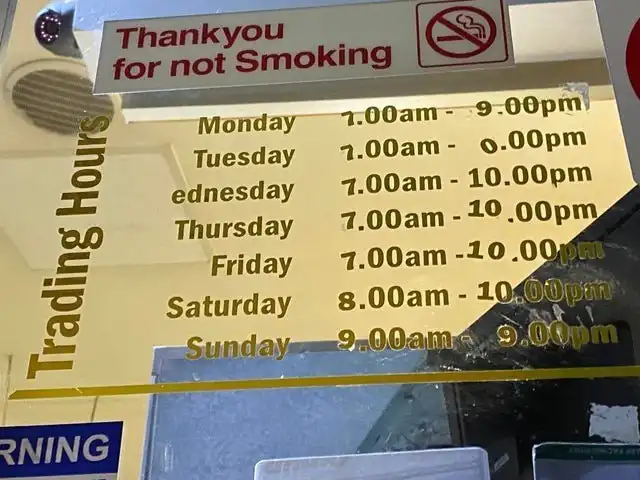 Thankyou
for not Smoking
Trading Hours
Monday 7.00am - 9.00pm
Tuesday 7.00am - 0.00pm
ednesday 7.00am - 10.00pm
Thursday 7.00am - 10.00pm
Friday 7.00am - 10.00pm
Saturday 8.00am - 10.00pm
Sunday 9.00am - 9.00pm
RNING